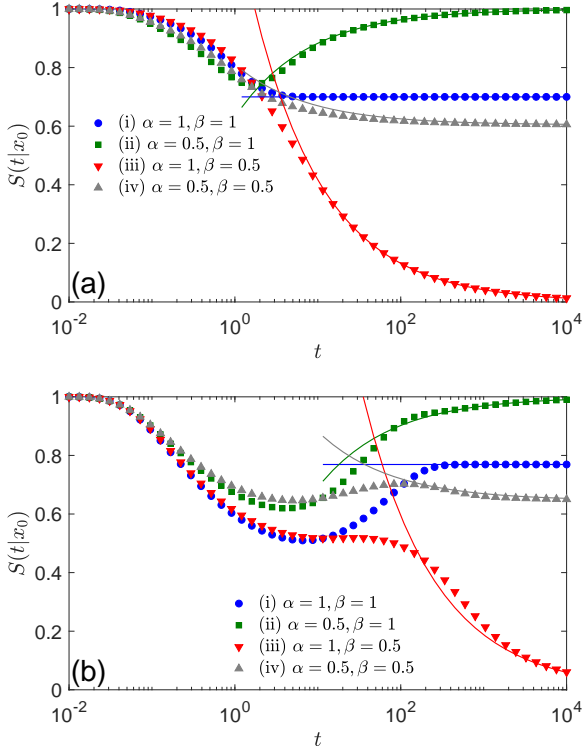 1
0.8
0.6
0.4
0.2
0
S(t|x₀)
(i) α = 1, β = 1
(ii) α = 0.5, β = 1
(iii) α = 1, β = 0.5
(iv) α = 0.5, β = 0.5
(a)
10⁻² 10⁰ 10² 10⁴
t
1
0.8
0.6
0.4
0.2
0
S(t|x₀)
(i) α = 1, β = 1
(ii) α = 0.5, β = 1
(iii) α = 1, β = 0.5
(iv) α = 0.5, β = 0.5
(b)
10⁻² 10⁰ 10² 10⁴
t